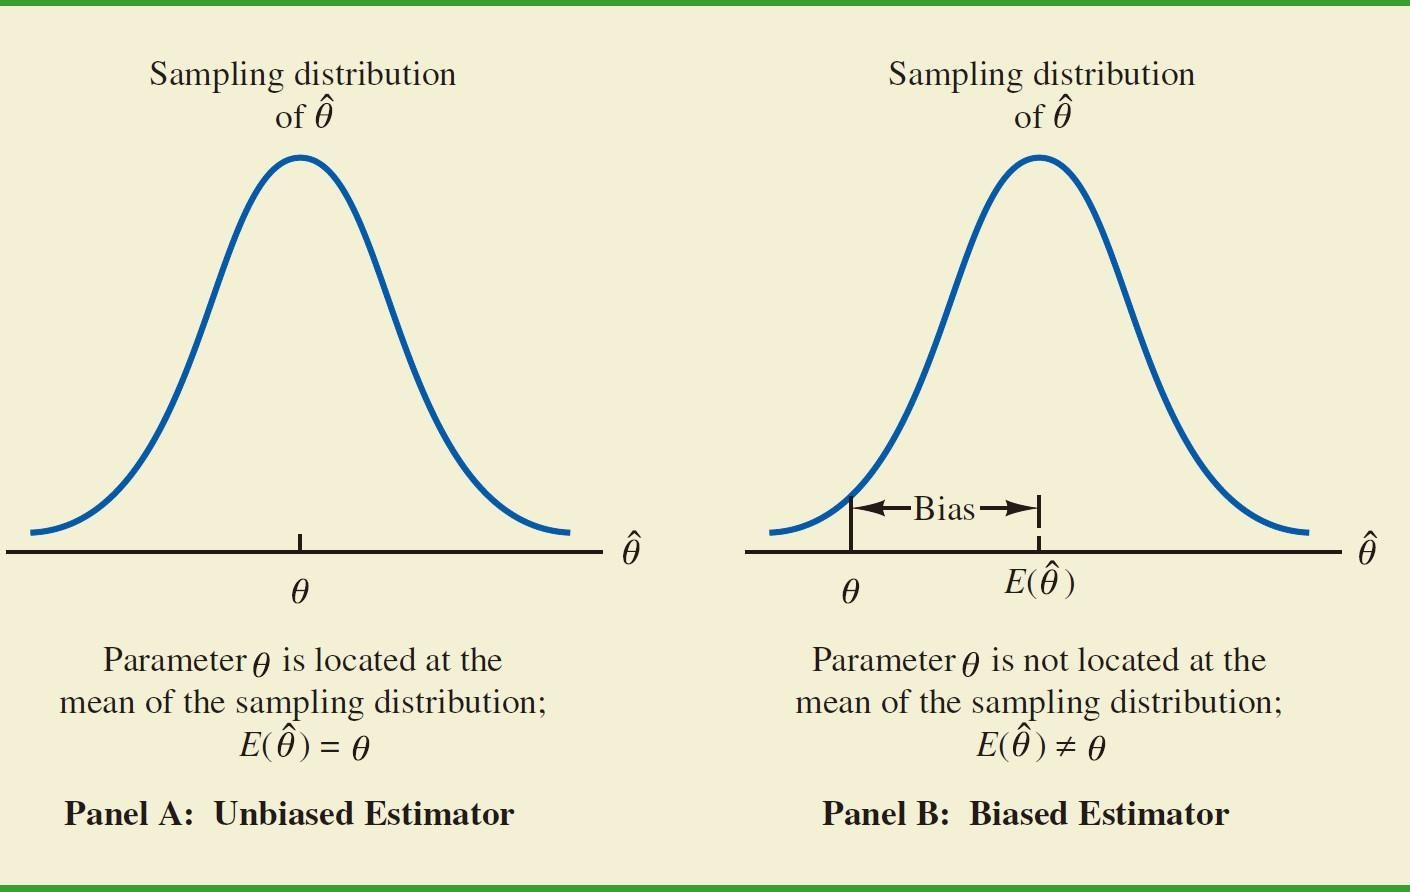 Sampling distribution
of θ̂
θ̂
θ
Parameter θ is located at the
mean of the sampling distribution;
E(θ̂) = θ
Panel A: Unbiased Estimator
Sampling distribution
of θ̂
Bias
θ̂
θ
E(θ̂)
Parameter θ is not located at the
mean of the sampling distribution;
E(θ̂) ≠ θ
Panel B: Biased Estimator